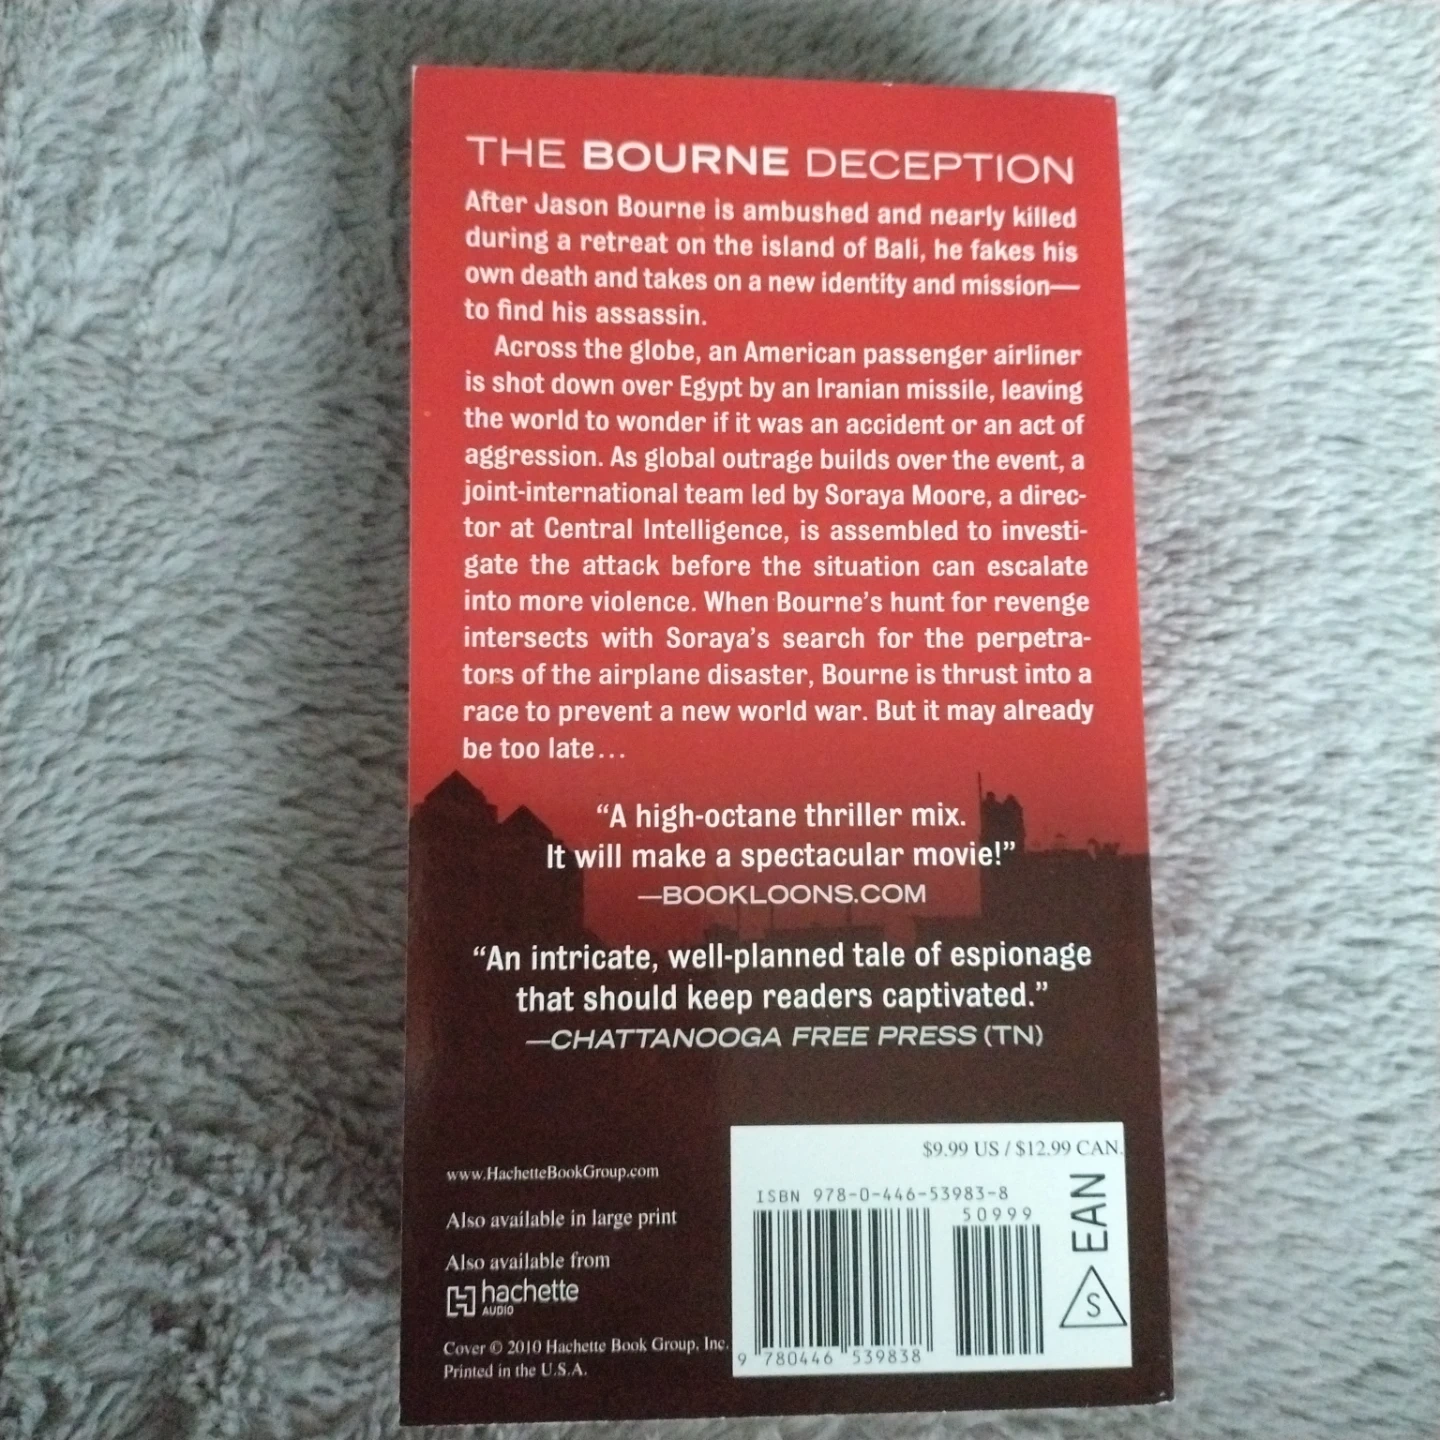 THE BOURNE DECEPTION
After Jason Bourne is ambushed and nearly killed
during a retreat on the island of Bali, he fakes his
own death and takes on a new identity and mission—
to find his assassin.
Across the globe, an American passenger airliner
is shot down over Egypt by an Iranian missile, leaving
the world to wonder if it was an accident or an act of
aggression. As global outrage builds over the event, a
joint-international team led by Soraya Moore, a direc-
tor at Central Intelligence, is assembled to investi-
gate the attack before the situation can escalate
into more violence. When Bourne's hunt for revenge
intersects with Soraya's search for the perpetra-
tors of the airplane disaster, Bourne is thrust into a
race to prevent a new world war. But it may already
be too late...
“A high-octane thriller mix.
It will make a spectacular movie!”
—BOOKLOONS.COM
“An intricate, well-planned tale of espionage
that should keep readers captivated.”
—CHATTANOOGA FREE PRESS (TN)
www.HachetteBookGroup.com
Also available in large print
Also available from
hachette
AUDIO
Cover © 2010 Hachette Book Group, Inc.
Printed in the U.S.A.
$9.99 US / $12.99 CAN.
ISBN 978-0-446-53983-8
50999
9 780446 539838
EAN
S